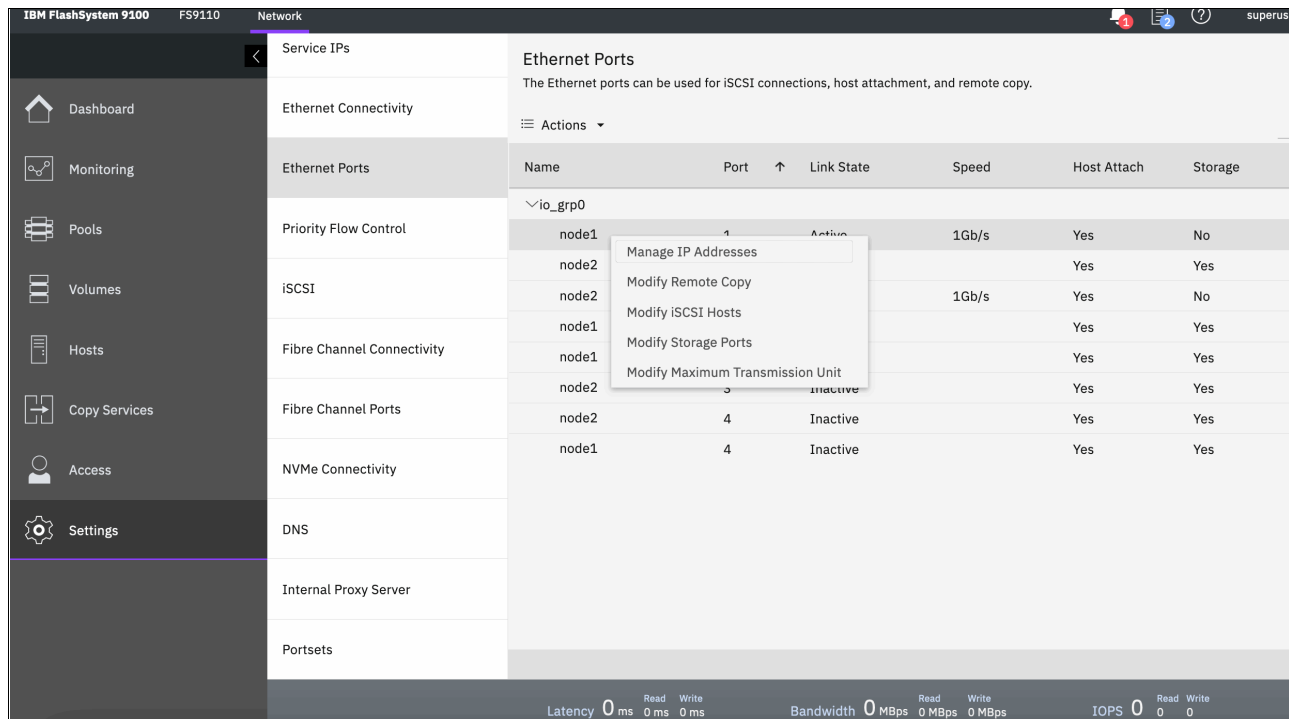 IBM FlashSystem 9100 FS9110 Network 1 2 superus
Service IPs
Ethernet Connectivity
Ethernet Ports
Priority Flow Control
iSCSI
Fibre Channel Connectivity
Fibre Channel Ports
NVMe Connectivity
DNS
Internal Proxy Server
Portsets
Dashboard
Monitoring
Pools
Volumes
Hosts
Copy Services
Access
Settings
Ethernet Ports
The Ethernet ports can be used for iSCSI connections, host attachment, and remote copy.
Actions
Name Port Link State Speed Host Attach Storage
io_grp0
node1 1 Active 1Gb/s Yes No
node2 Yes Yes
node2 1Gb/s Yes No
node1 Yes Yes
node1 Yes Yes
node2 3 Inactive Yes Yes
node2 4 Inactive Yes Yes
node1 4 Inactive Yes Yes
Manage IP Addresses
Modify Remote Copy
Modify iSCSI Hosts
Modify Storage Ports
Modify Maximum Transmission Unit
Latency 0 ms Read 0 ms Write 0 ms
Bandwidth 0 MBps Read 0 MBps Write 0 MBps
IOPS 0 Read 0 Write 0